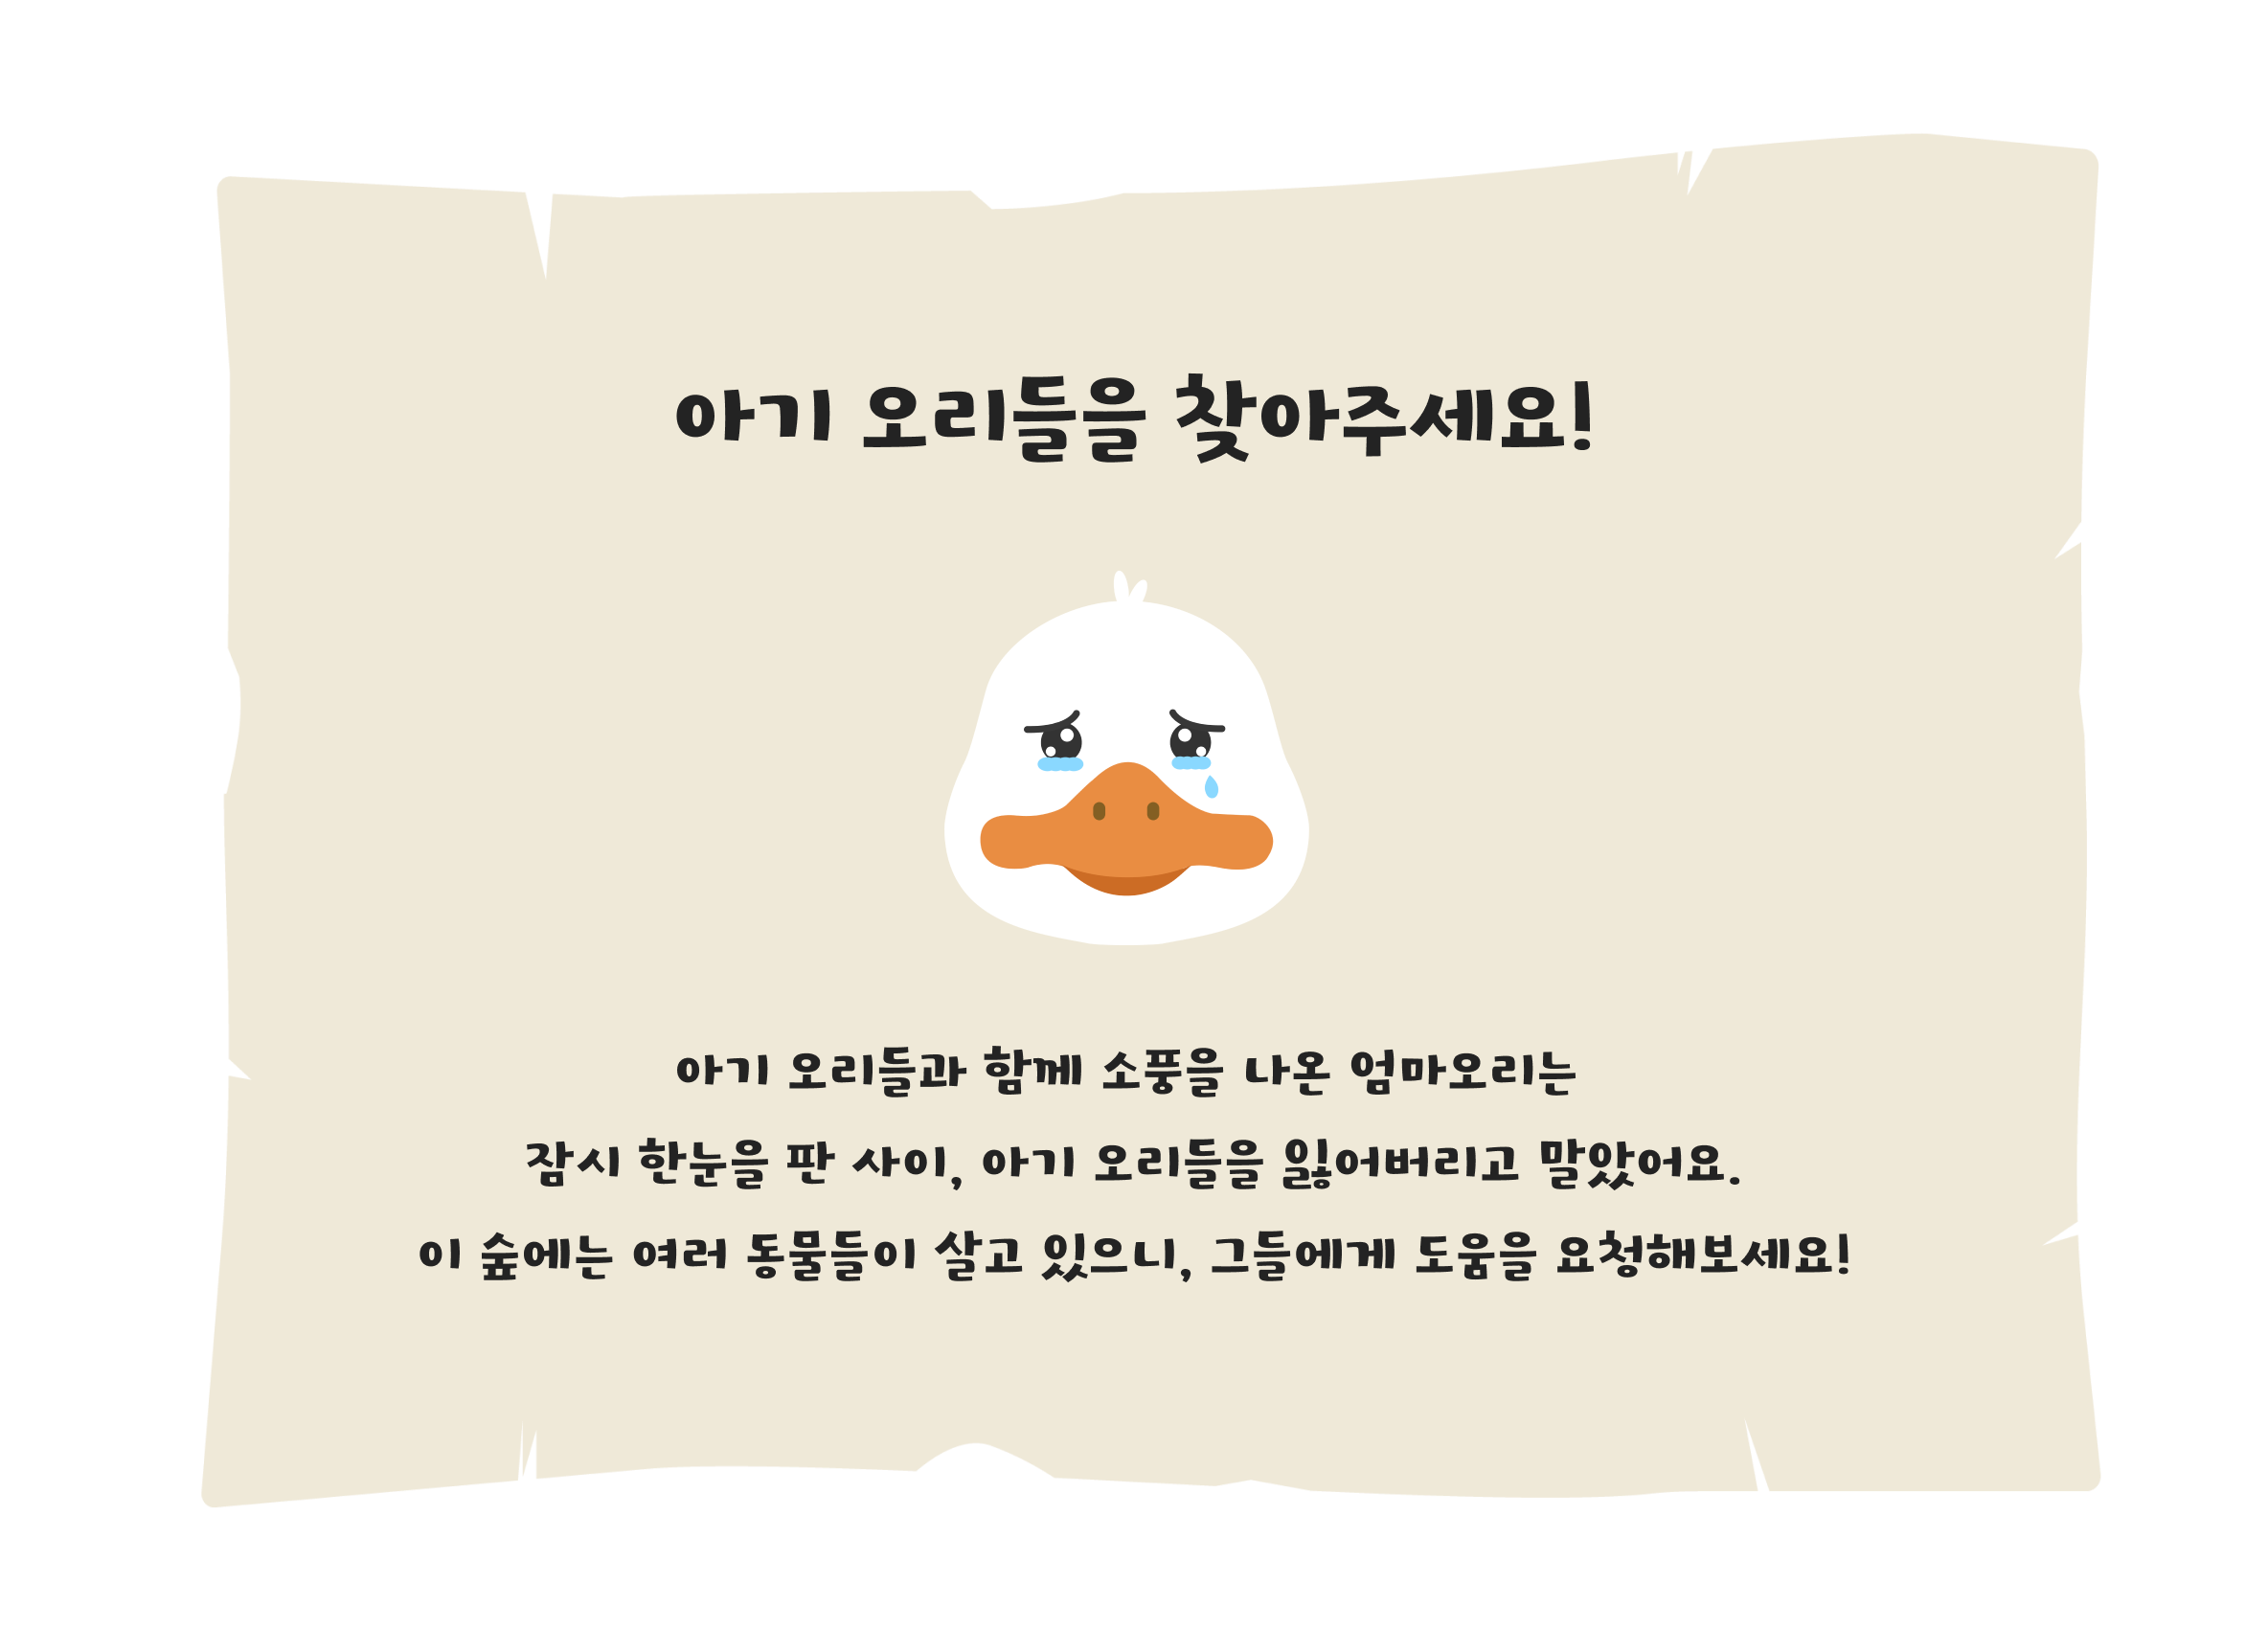 아기 오리들을 찾아주세요!
아기 오리들과 함께 소풍을 나온 엄마오리는
잠시 한눈을 판 사이, 아기 오리들을 잃어버리고 말았어요.
이 숲에는 여러 동물들이 살고 있으니, 그들에게 도움을 요청해보세요!